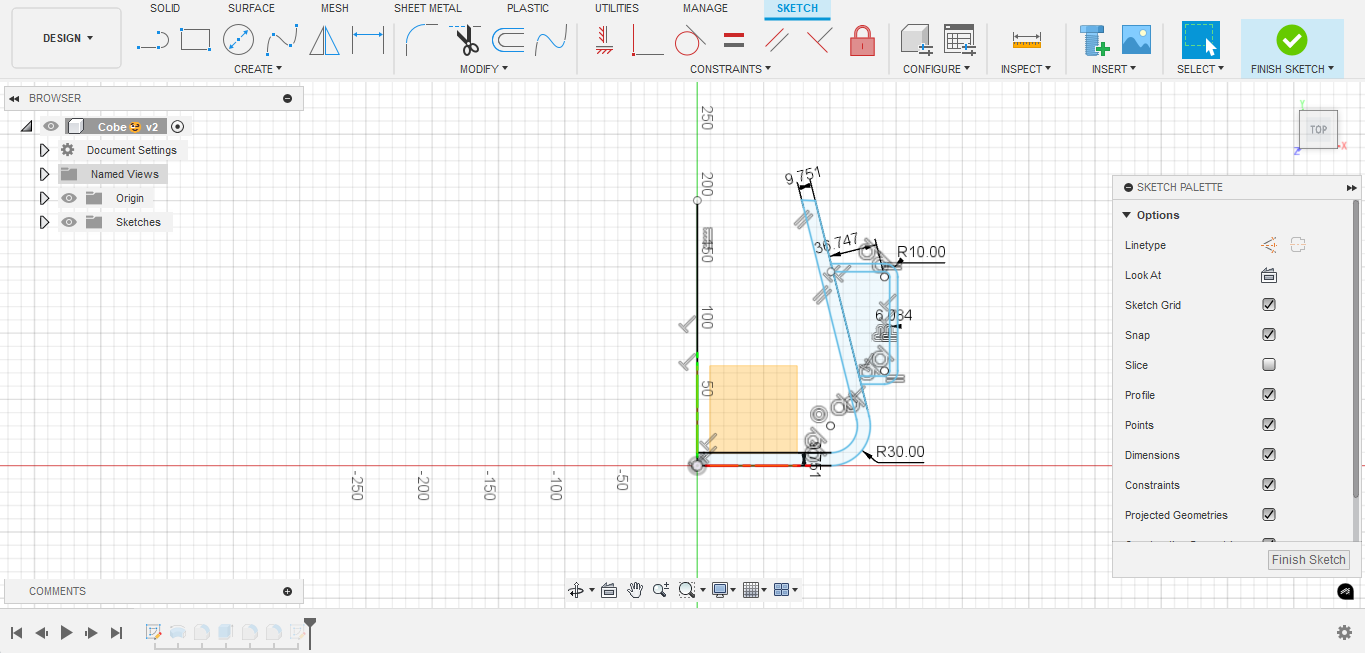 SOLID SURFACE MESH SHEET METAL PLASTIC UTILITIES MANAGE SKETCH
DESIGN
CREATE MODIFY CONSTRAINTS CONFIGURE INSPECT INSERT SELECT FINISH SKETCH
BROWSER
Cobe😉 v2
Document Settings
Named Views
Origin
Sketches
TOP
Y
X
Z
250
200
150
100
50
-250
-200
-150
-100
-50
9.751
36.747
R10.00
6.084
R30.00
SKETCH PALETTE
Options
Linetype
Look At
Sketch Grid
Snap
Slice
Profile
Points
Dimensions
Constraints
Projected Geometries
Finish Sketch
COMMENTS